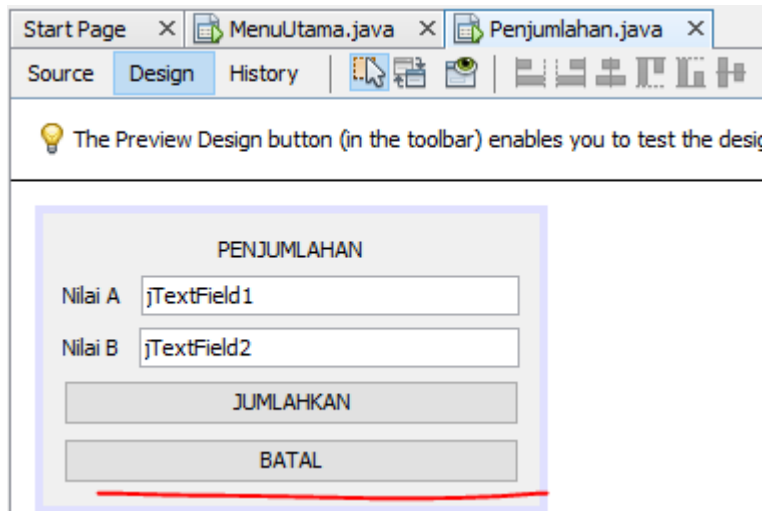 Start Page MenuUtama.java Penjumlahan.java
Source Design History
The Preview Design button (in the toolbar) enables you to test the
PENJUMLAHAN
Nilai A jTextField1
Nilai B jTextField2
JUMLAHKAN
BATAL